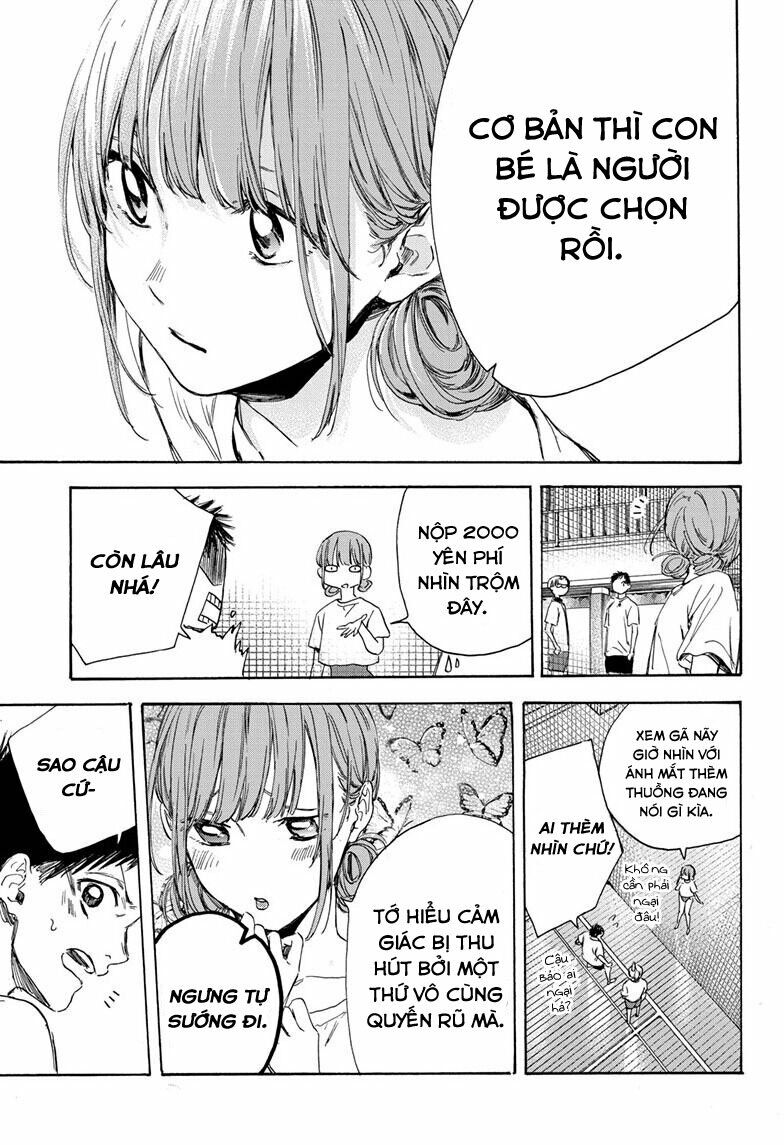 CƠ BẢN THÌ CON
BÉ LÀ NGƯỜI
ĐƯỢC CHỌN
RỒI.
NỘP 2000
YÊN PHÍ
NHÌN TRỘM
ĐÂY.
CÒN LÂU
NHÁ!
XEM GÃ NÃY
GIỜ NHÌN VỚI
ÁNH MẮT THÈM
THUỒNG ĐANG
NÓI GÌ KÌA.
AI THÈM
NHÌN CHỨ!
Không
cần phải
ngại
đâu!
Cậu
bảo ai
ngại
hả?
TỚ HIỂU CẢM
GIÁC BỊ THU
HÚT BỞI MỘT
THỨ VÔ CÙNG
QUYẾN RŨ MÀ.
NGƯNG TỰ
SƯỚNG ĐI.
SAO CẬU
CỨ-